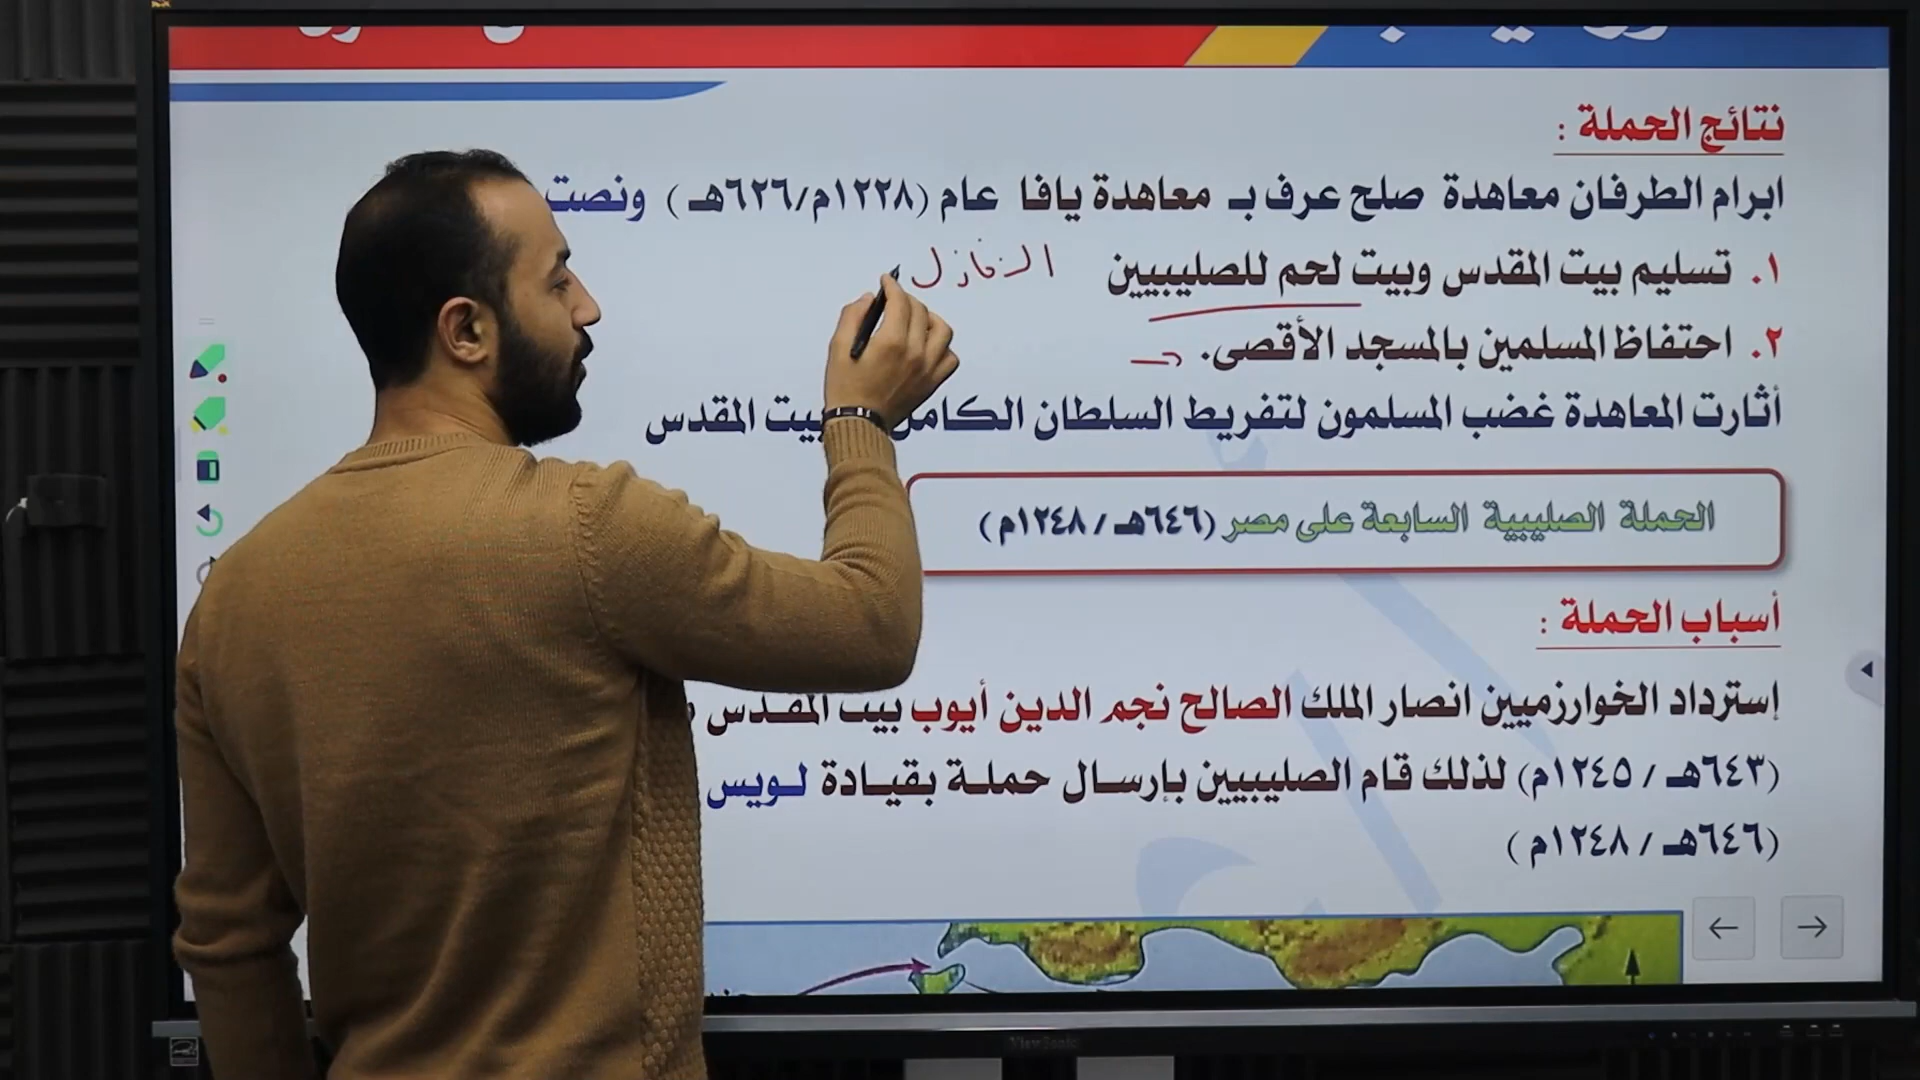 نتائج الحملة :
ابرام الطرفان معاهدة صلح عرف بـ معاهدة يافا عام (١٢٢٨م/٦٢٦هـ ) ونصت
١. تسليم بيت المقدس وبيت لحم للصليبيين
٢. احتفاظ المسلمين بالمسجد الأقصى.
أثارت المعاهدة غضب المسلمون لتفريط السلطان الكامل بيت المقدس
الحملة الصليبية السابعة على مصر (٦٤٦هـ / ١٢٤٨م)
أسباب الحملة :
إسترداد الخوارزميين انصار الملك الصالح نجم الدين أيوب بيت المقدس
(٦٤٣هـ / ١٢٤٥م) لذلك قام الصليبيين بإرسال حملة بقيادة لويس
(٦٤٦هـ / ١٢٤٨م )
ViewSonic